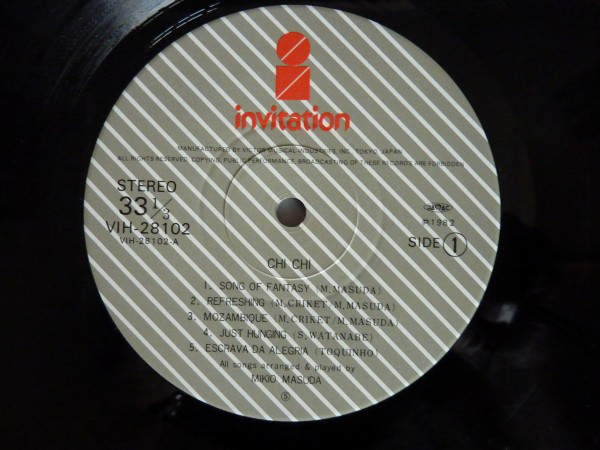 invitation
MANUFACTURED BY VICTOR MUSICAL INDUSTRIES, INC. TOKYO, JAPAN
ALL RIGHTS RESERVED, COPYING, PUBLIC PERFORMANCE, BROADCASTING OF THESE RECORDS ARE FORBIDDEN
STEREO
33 1/3
VIH-28102
VIH-28102-A
JASRAC
℗1982
SIDE 1
CHI CHI
1. SONG OF FANTASY (M. MASUDA)
2. REFRESHING (M. CRIKET/M. MASUDA)
3. MOZAMBIQUE (M. CRIKET/M. MASUDA)
4. JUST HUNGING (S. WATANABE)
5. ESCRAVA DA ALEGRIA (TOQUINHO)
All songs arranged & played by
MIKIO MASUDA
Ⓢ